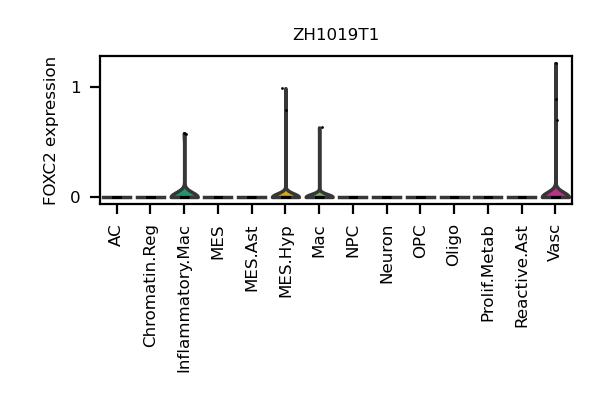 ZH1019T1
FOXC2 expression
1
0
AC
Chromatin.Reg
Inflammatory.Mac
MES
MES.Ast
MES.Hyp
Mac
NPC
Neuron
OPC
Oligo
Prolif.Metab
Reactive.Ast
Vasc